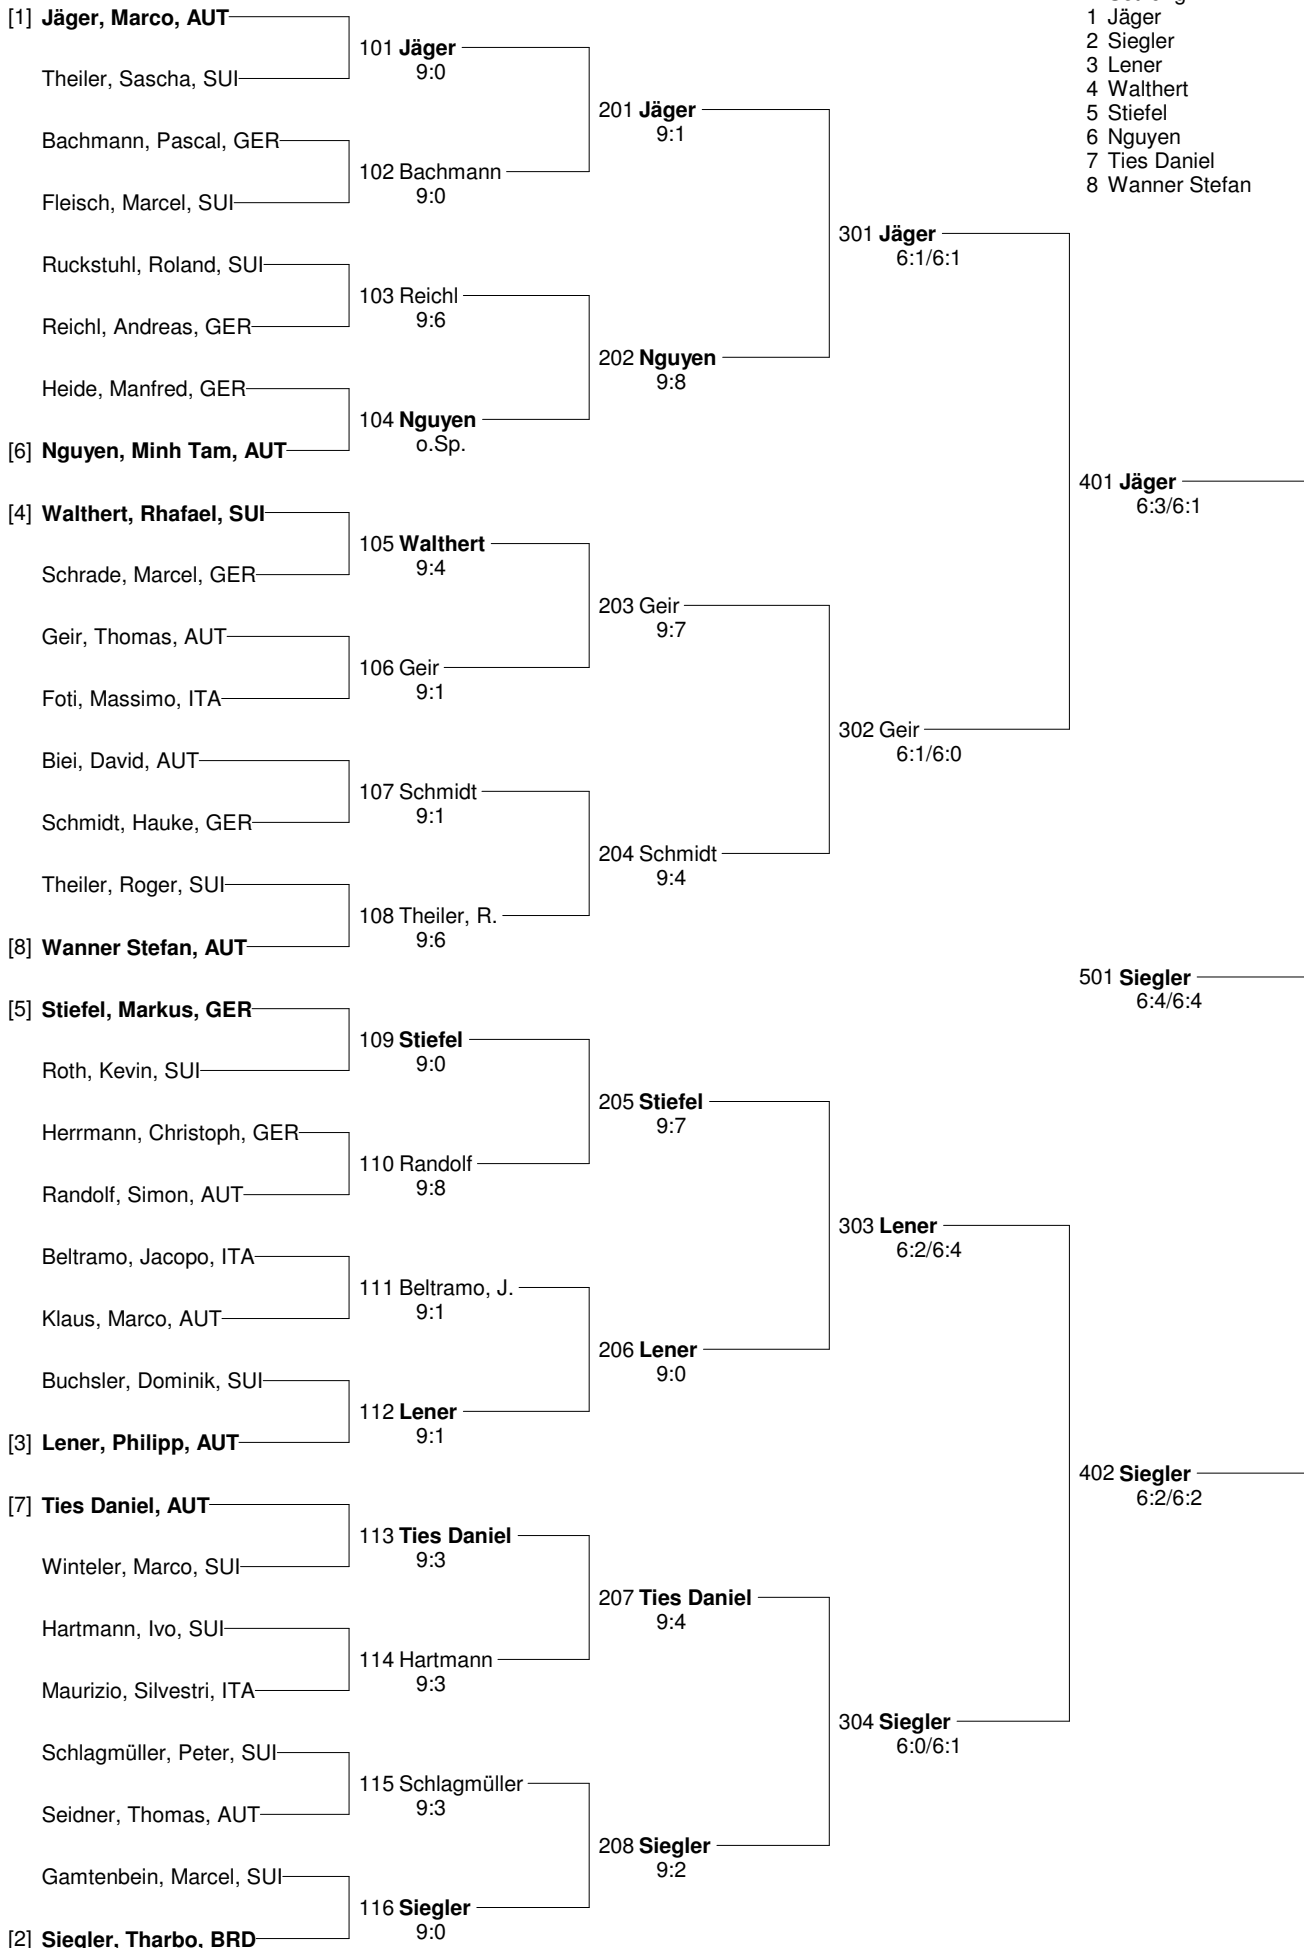 [1] Jäger, Marco, AUT
Theiler, Sascha, SUI
Bachmann, Pascal, GER
Fleisch, Marcel, SUI
Ruckstuhl, Roland, SUI
Reichl, Andreas, GER
Heide, Manfred, GER
[6] Nguyen, Minh Tam, AUT
[4] Walthert, Rhafael, SUI
Schrade, Marcel, GER
Geir, Thomas, AUT
Foti, Massimo, ITA
Biei, David, AUT
Schmidt, Hauke, GER
Theiler, Roger, SUI
[8] Wanner Stefan, AUT
[5] Stiefel, Markus, GER
Roth, Kevin, SUI
Herrmann, Christoph, GER
Randolf, Simon, AUT
Beltramo, Jacopo, ITA
Klaus, Marco, AUT
Buchsler, Dominik, SUI
[3] Lener, Philipp, AUT
[7] Ties Daniel, AUT
Winteler, Marco, SUI
Hartmann, Ivo, SUI
Maurizio, Silvestri, ITA
Schlagmüller, Peter, SUI
Seidner, Thomas, AUT
Gamtenbein, Marcel, SUI
[2] Siegler, Tharbo, BRD
101 Jäger
9:0
102 Bachmann
9:0
103 Reichl
9:6
104 Nguyen
o.Sp.
105 Walthert
9:4
106 Geir
9:1
107 Schmidt
9:1
108 Theiler, R.
9:6
109 Stiefel
9:0
110 Randolf
9:8
111 Beltramo, J.
9:1
112 Lener
9:1
113 Ties Daniel
9:3
114 Hartmann
9:3
115 Schlagmüller
9:3
116 Siegler
9:0
201 Jäger
9:1
202 Nguyen
9:8
203 Geir
9:7
204 Schmidt
9:4
205 Stiefel
9:7
206 Lener
9:0
207 Ties Daniel
9:4
208 Siegler
9:2
301 Jäger
6:1/6:1
302 Geir
6:1/6:0
303 Lener
6:2/6:4
304 Siegler
6:0/6:1
1 Jäger
2 Siegler
3 Lener
4 Walthert
5 Stiefel
6 Nguyen
7 Ties Daniel
8 Wanner Stefan
401 Jäger
6:3/6:1
501 Siegler
6:4/6:4
402 Siegler
6:2/6:2